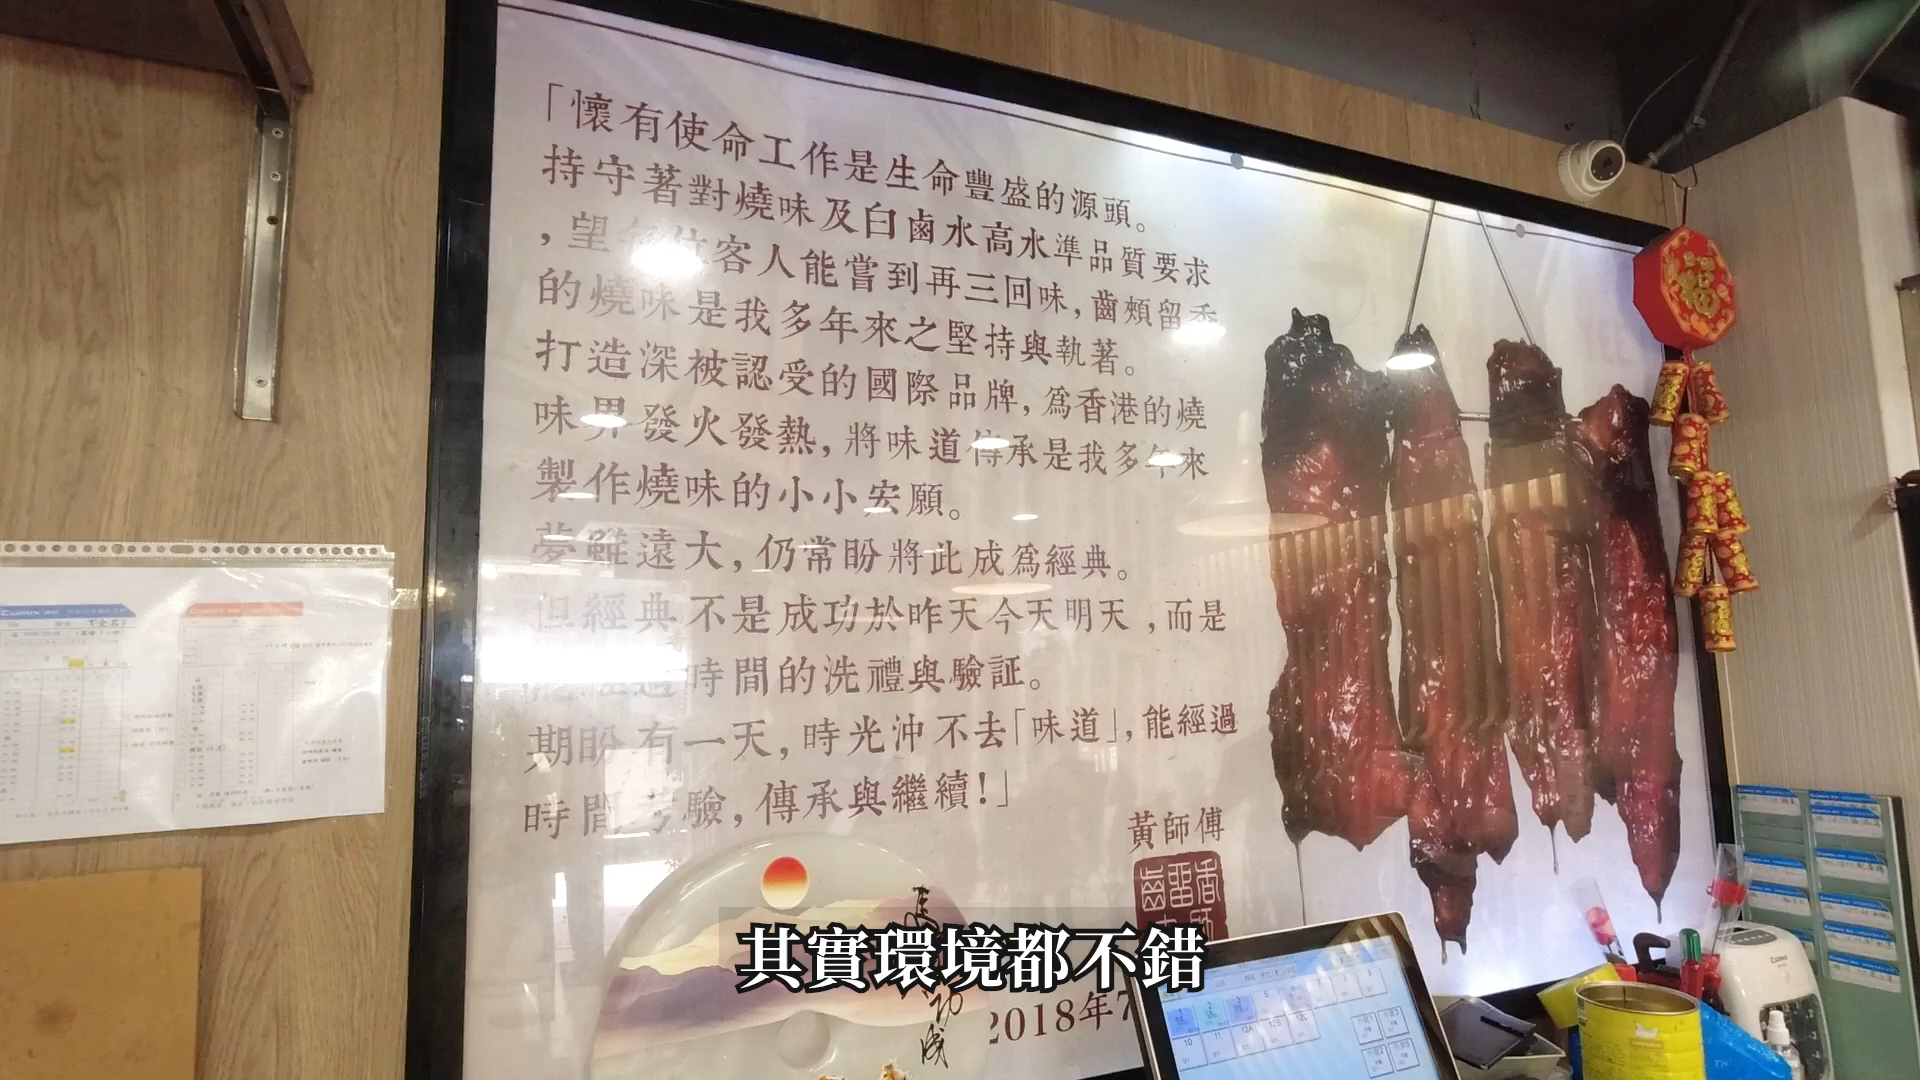 「懷有使命工作是生命豐盛的源頭。
持守著對燒味及白鹵水高水準品質要求
，望每位客人能嘗到再三回味，齒頰留香
的燒味是我多年來之堅持與執著。
打造深被認受的國際品牌，為香港的燒
味界發火發熱，將味道傳承是我多年來
製作燒味的小小宏願。
夢雖遠大，仍常盼將此成為經典。
但經典不是成功於昨天今天明天，而是
時間的洗禮與驗証。
期盼有一天，時光沖不去「味道」，能經過
時間考驗，傳承與繼續！」
黃師傅
2018年7
福
其實環境都不錯